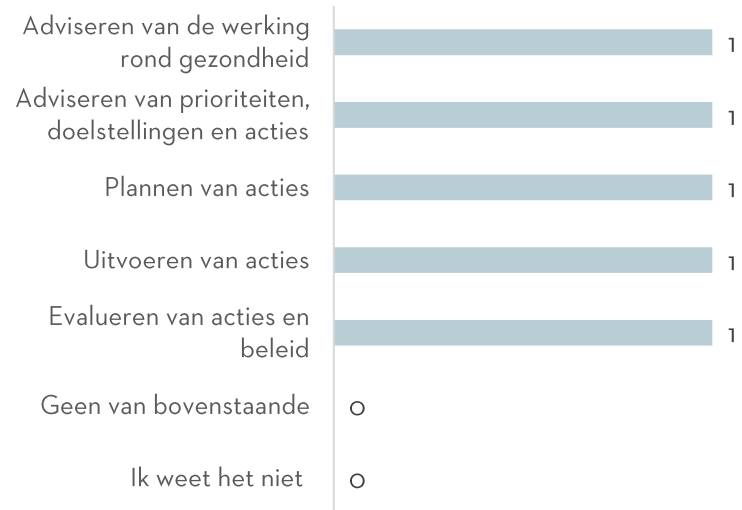 Adviseren van de werking
rond gezondheid
1
Adviseren van prioriteiten,
doelstellingen en acties
1
Plannen van acties
1
Uitvoeren van acties
1
Evalueren van acties en
beleid
1
Geen van bovenstaande
0
Ik weet het niet
0